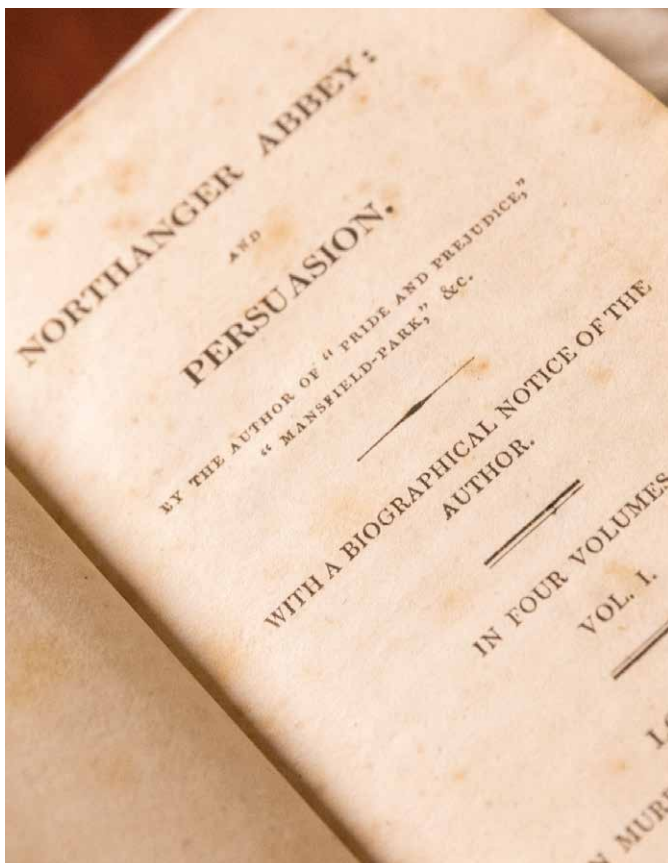 NORTHANGER ABBEY:
AND
PERSUASION.
BY THE AUTHOR OF “ PRIDE AND PREJUDICE,”
“ MANSFIELD-PARK,” &c.
WITH A BIOGRAPHICAL NOTICE OF THE
AUTHOR.
IN FOUR VOLUMES
VOL. I.